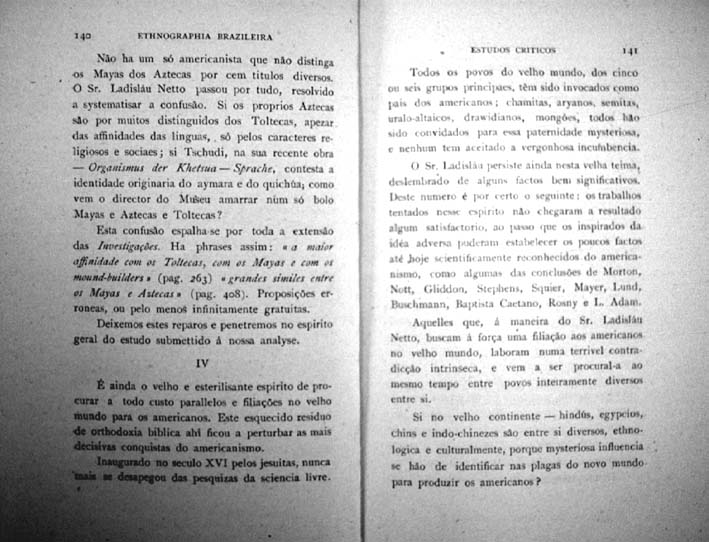 140 ETHNOGRAPHIA BRAZILEIRA
Não ha um só americanista que não distinga
os Mayas dos Aztecas por cem titulos diversos.
O Sr. Ladisláu Netto passou por tudo, resolvido
a systematisar a confusão. Si os proprios Aztecas
são por muitos distinguidos dos Toltecas, apezar
das affinidades das linguas, só pelos caracteres re-
ligiosos e sociaes; si Tschudi, na sua recente obra
— Organismus der Khetsua — Sprache, contesta a
identidade originaria do aymara e do quichúa; como
vem o director do Museu amarrar num só bolo
Mayas e Aztecas e Toltecas?
Esta confusão espalha-se por toda a extensão
das Investigações. Ha phrases assim: «a maior
affinidade com os Toltecas, com os Mayas e com os
mound-builders» (pag. 263) «grandes similes entre
os Mayas e Aztecas» (pag. 408). Proposições er-
roneas, ou pelo menos infinitamente gratuitas.
Deixemos estes reparos e penetremos no espirito
geral do estudo submettido á nossa analyse.
IV
É ainda o velho e esterilisante espirito de pro-
curar a todo custo parallelos e filiações no velho
mundo para os americanos. Este esquecido residuo
de orthodoxia biblica ahi ficou a perturbar as mais
decisivas conquistas do americanismo.
Inaugurado no seculo XVI pelos jesuitas, nunca
mais se desapegou das pesquizas da sciencia livre.
ESTUDOS CRITICOS 141
Todos os povos do velho mundo, dos cinco
ou seis grupos principaes, têm sido invocados como
pais dos americanos; chamitas, aryanos, semitas,
uralo-altaicos, drawidianos, mongóes, todos hão
sido convidados para essa paternidade mysteriosa,
e nenhum tem aceitado a vergonhosa incumbencia.
O Sr. Ladisláu persiste ainda nesta velha teima,
deslembrado de alguns factos bem significativos.
Deste numero é por certo o seguinte: os trabalhos
tentados nesse espirito não chegaram a resultado
algum satisfactorio, ao passo que os inspirados da
idéa adversa puderam estabelecer os poucos factos
até hoje scientificamente reconhecidos do america-
nismo, como algumas das conclusões de Morton,
Nott, Gliddon, Stephens, Squier, Mayer, Lund,
Buschmann, Baptista Caetano, Rosny e L. Adam.
Aquelles que, á maneira do Sr. Ladisláu
Netto, buscam á força uma filiação aos americanos
no velho mundo, laboram numa terrivel contra-
dicção intrinseca, e vem a ser procural-a ao
mesmo tempo entre povos inteiramente diversos
entre si.
Si no velho continente — hindús, egypcios,
chins e indo-chinezes são entre si diversos, ethno-
logica e culturalmente, porque mysteriosa influencia
se hão de identificar nas plagas do novo mundo
para produzir os americanos?